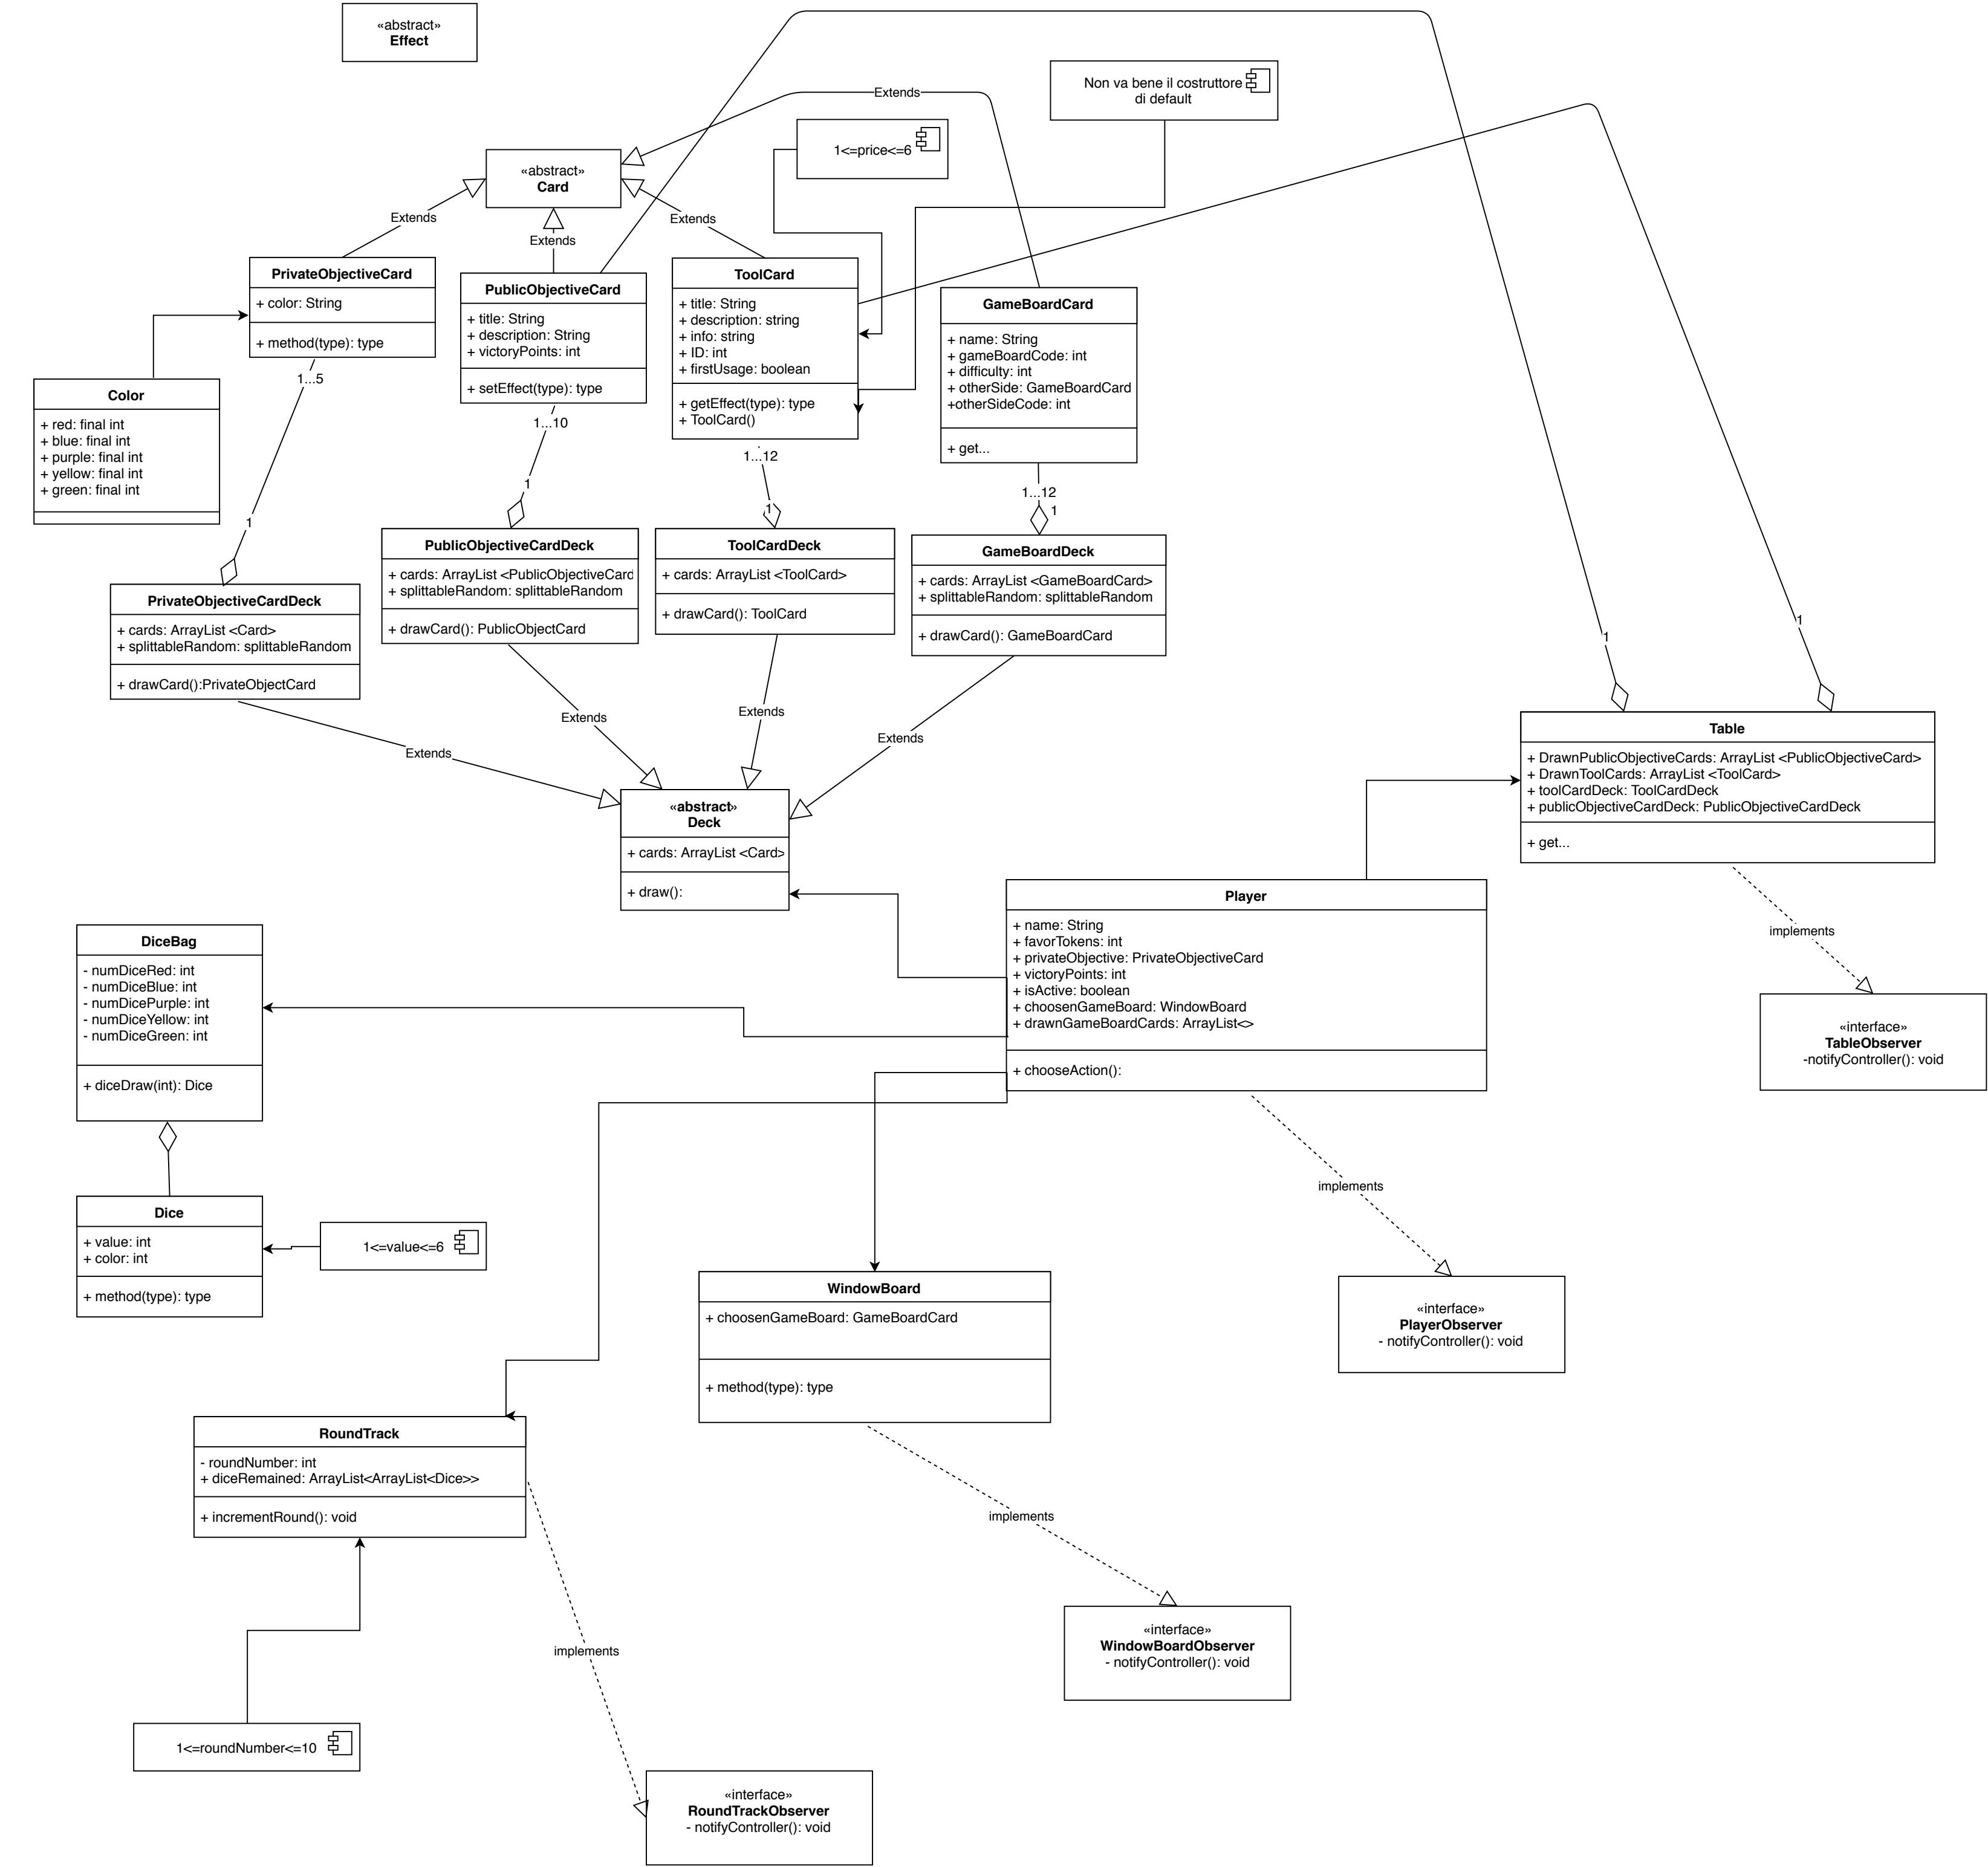 «abstract»
Effect
Non va bene il costruttore
di default
Extends
1<=price<=6
«abstract»
Card
Extends
Extends
Extends
PrivateObjectiveCard
+ color: String
+ method(type): type
PublicObjectiveCard
+ title: String
+ description: String
+ victoryPoints: int
+ setEffect(type): type
ToolCard
+ title: String
+ description: string
+ info: string
+ ID: int
+ firstUsage: boolean
+ getEffect(type): type
+ ToolCard()
GameBoardCard
+ name: String
+ gameBoardCode: int
+ difficulty: int
+ otherSide: GameBoardCard
+otherSideCode: int
+ get...
Color
+ red: final int
+ blue: final int
+ purple: final int
+ yellow: final int
+ green: final int
1...5
1
1...10
1
1...12
1
1...12
1
PrivateObjectiveCardDeck
+ cards: ArrayList <Card>
+ splittableRandom: splittableRandom
+ drawCard():PrivateObjectCard
PublicObjectiveCardDeck
+ cards: ArrayList <PublicObjectiveCard
+ splittableRandom: splittableRandom
+ drawCard(): PublicObjectCard
ToolCardDeck
+ cards: ArrayList <ToolCard>
+ drawCard(): ToolCard
GameBoardDeck
+ cards: ArrayList <GameBoardCard>
+ splittableRandom: splittableRandom
+ drawCard(): GameBoardCard
1
1
Extends
Extends
Extends
Extends
«abstract»
Deck
+ cards: ArrayList <Card>
+ draw():
Table
+ DrawnPublicObjectiveCards: ArrayList <PublicObjectiveCard>
+ DrawnToolCards: ArrayList <ToolCard>
+ toolCardDeck: ToolCardDeck
+ publicObjectiveCardDeck: PublicObjectiveCardDeck
+ get...
Player
+ name: String
+ favorTokens: int
+ privateObjective: PrivateObjectiveCard
+ victoryPoints: int
+ isActive: boolean
+ choosenGameBoard: WindowBoard
+ drawnGameBoardCards: ArrayList<>
+ chooseAction():
implements
«interface»
TableObserver
-notifyController(): void
DiceBag
- numDiceRed: int
- numDiceBlue: int
- numDicePurple: int
- numDiceYellow: int
- numDiceGreen: int
+ diceDraw(int): Dice
Dice
+ value: int
+ color: int
+ method(type): type
1<=value<=6
implements
«interface»
PlayerObserver
- notifyController(): void
WindowBoard
+ choosenGameBoard: GameBoardCard
+ method(type): type
RoundTrack
- roundNumber: int
+ diceRemained: ArrayList<ArrayList<Dice>>
+ incrementRound(): void
implements
«interface»
WindowBoardObserver
- notifyController(): void
implements
1<=roundNumber<=10
«interface»
RoundTrackObserver
- notifyController(): void